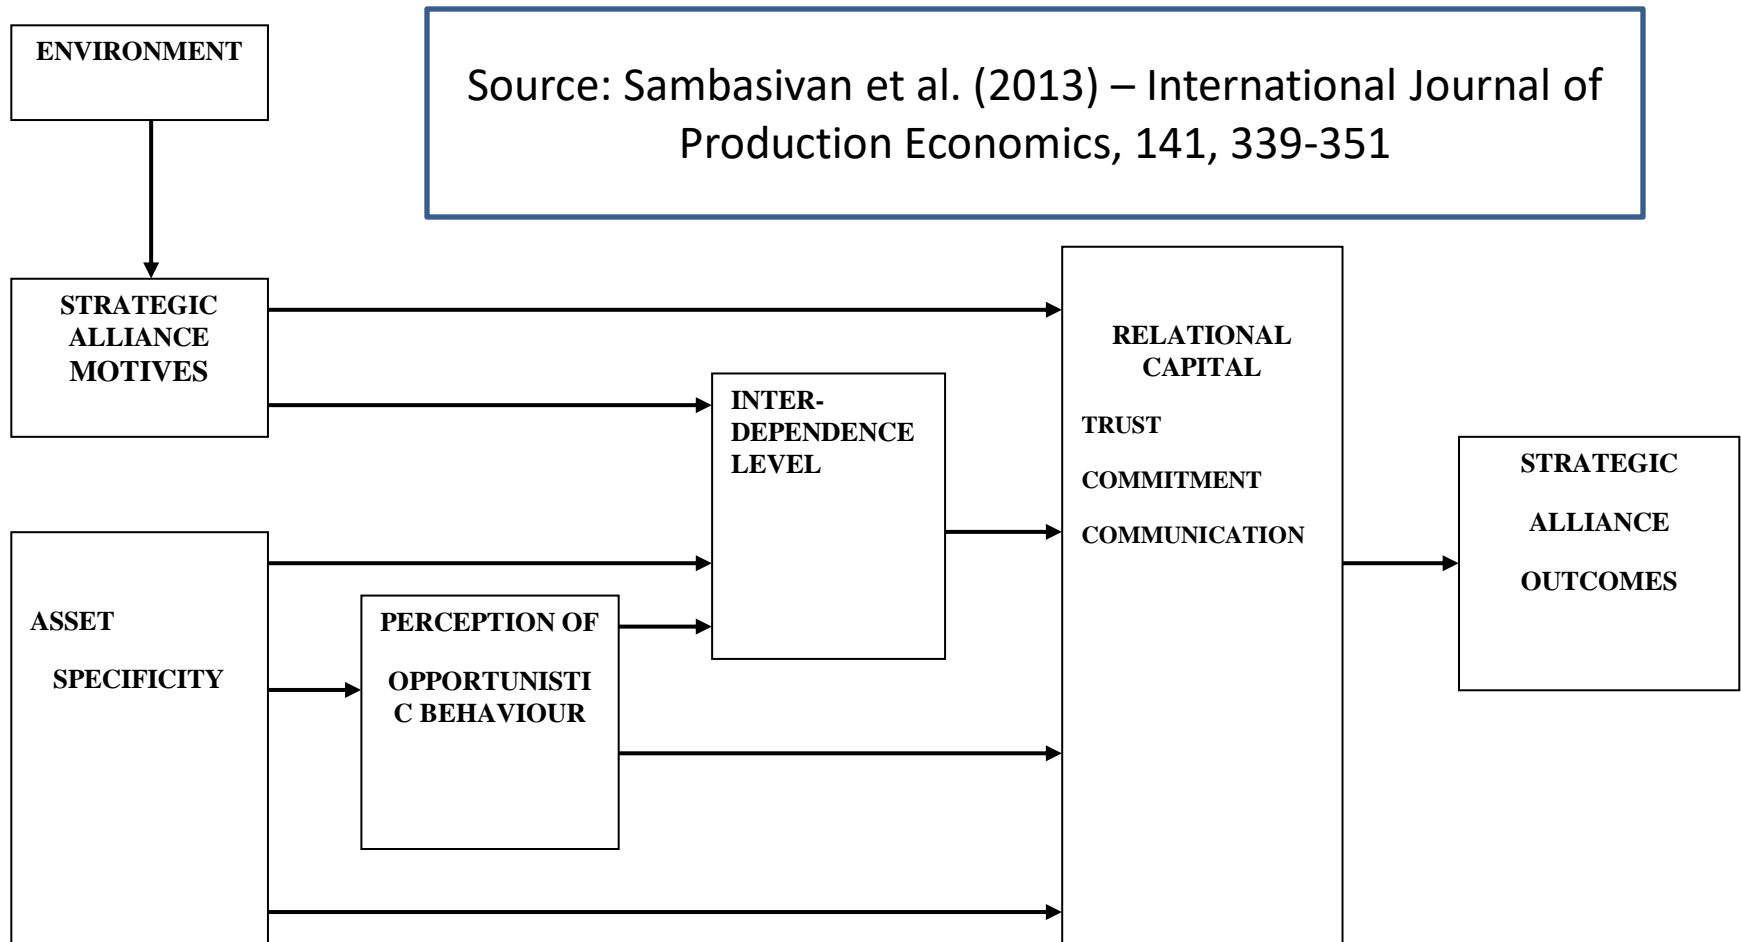 ENVIRONMENT
Source: Sambasivan et al. (2013) – International Journal of
Production Economics, 141, 339-351
STRATEGIC
ALLIANCE
MOTIVES
INTER-
DEPENDENCE
LEVEL
RELATIONAL
CAPITAL
TRUST
COMMITMENT
COMMUNICATION
STRATEGIC
ALLIANCE
OUTCOMES
ASSET
SPECIFICITY
PERCEPTION OF
OPPORTUNISTI
C BEHAVIOUR